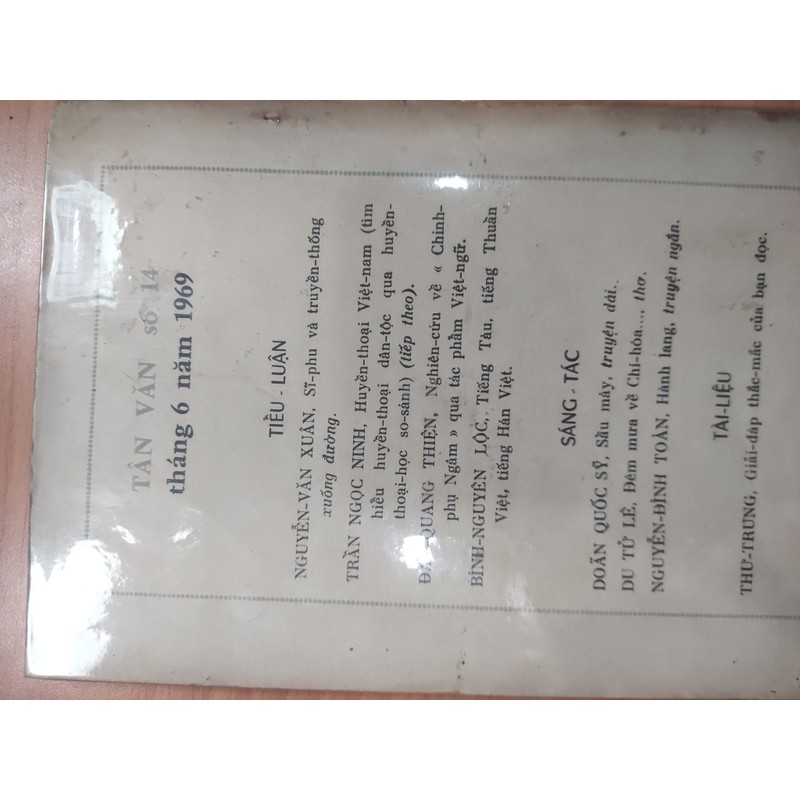 TÂN VĂN số 14
tháng 6 năm 1969
TIỂU - LUẬN
NGUYỄN-VĂN XUÂN, Sĩ-phu và truyền-thống
xuống đường.
TRẦN NGỌC NINH, Huyền-thoại Việt-nam (tìm
hiểu huyền-thoại dân-tộc qua huyền-
thoại-học so-sánh) (tiếp theo).
QUANG THIỆN, Nghiên-cứu về « Chinh-
phụ Ngâm » qua tác phẩm Việt-ngữ.
BÌNH-NGUYÊN LỘC, Tiếng Tàu, tiếng Thuần
Việt, tiếng Hán Việt.
SÁNG - TÁC
DOÃN QUỐC SỸ, Sầu mây, truyện dài..
DU TỬ LÊ, Đêm mưa về Chí-hòa..., thơ.
NGUYỄN-ĐÌNH TOÀN, Hành lang, truyện ngắn.
TÀI-LIỆU
THƯ-TRUNG, Giải-đáp thắc-mắc của bạn đọc.